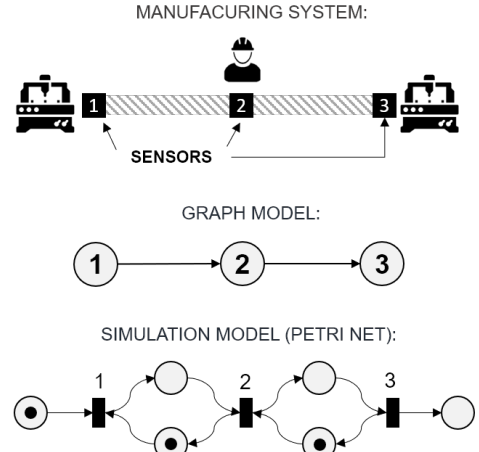 MANUFACURING SYSTEM:
1 2 3
SENSORS
GRAPH MODEL:
1 2 3
SIMULATION MODEL (PETRI NET):
1 2 3